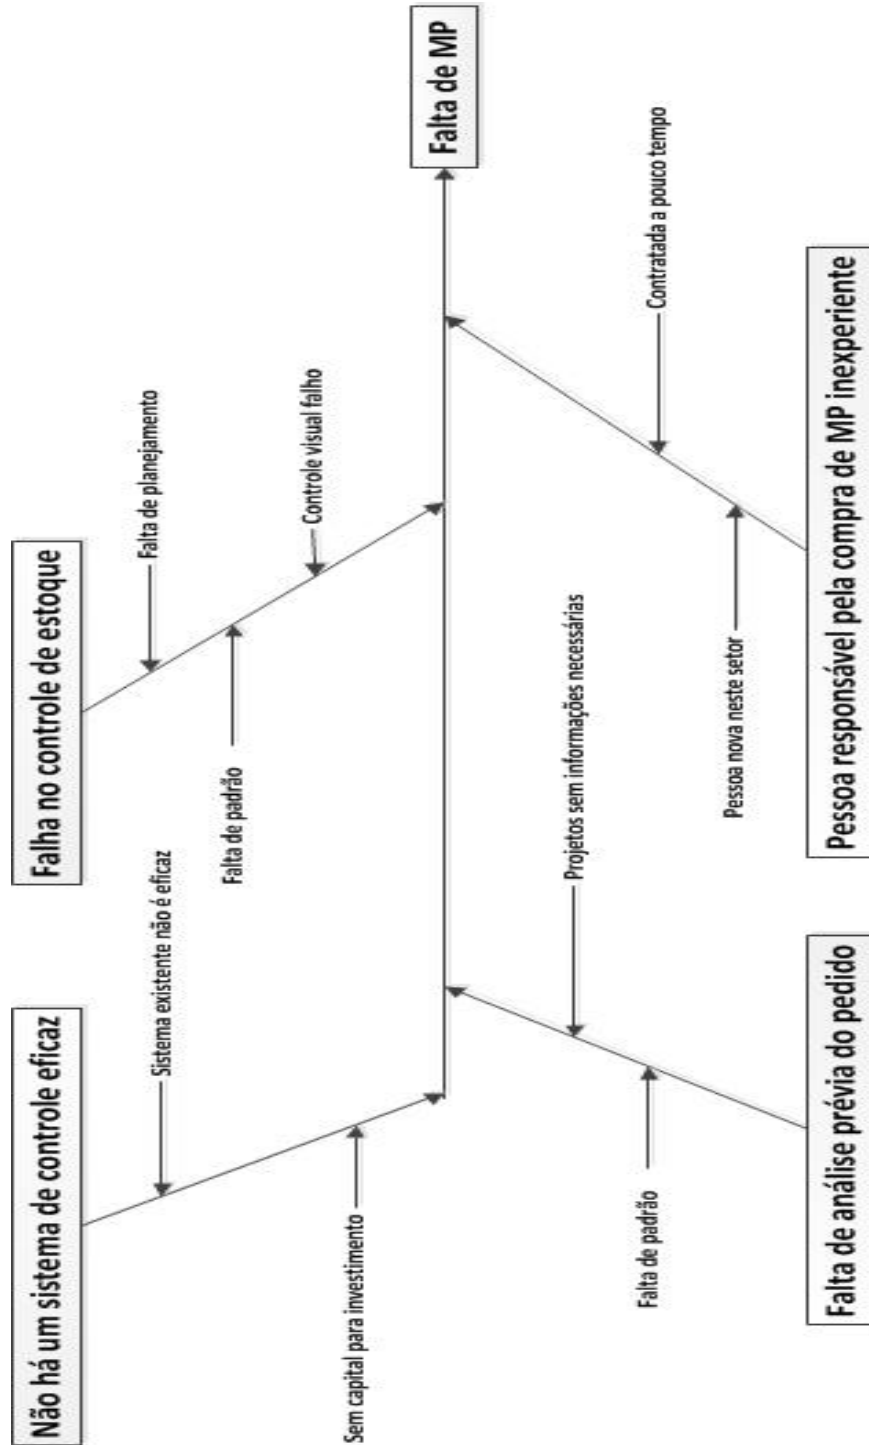 Não há um sistema de controle eficaz
Falha no controle de estoque
Sistema existente não é eficaz
Falta de planejamento
Falta de padrão
Controle visual falho
Sem capital para investimento
Falta de MP
Projetos sem informações necessárias
Contratada a pouco tempo
Falta de padrão
Pessoa nova neste setor
Falta de análise prévia do pedido
Pessoa responsável pela compra de MP inexperiente